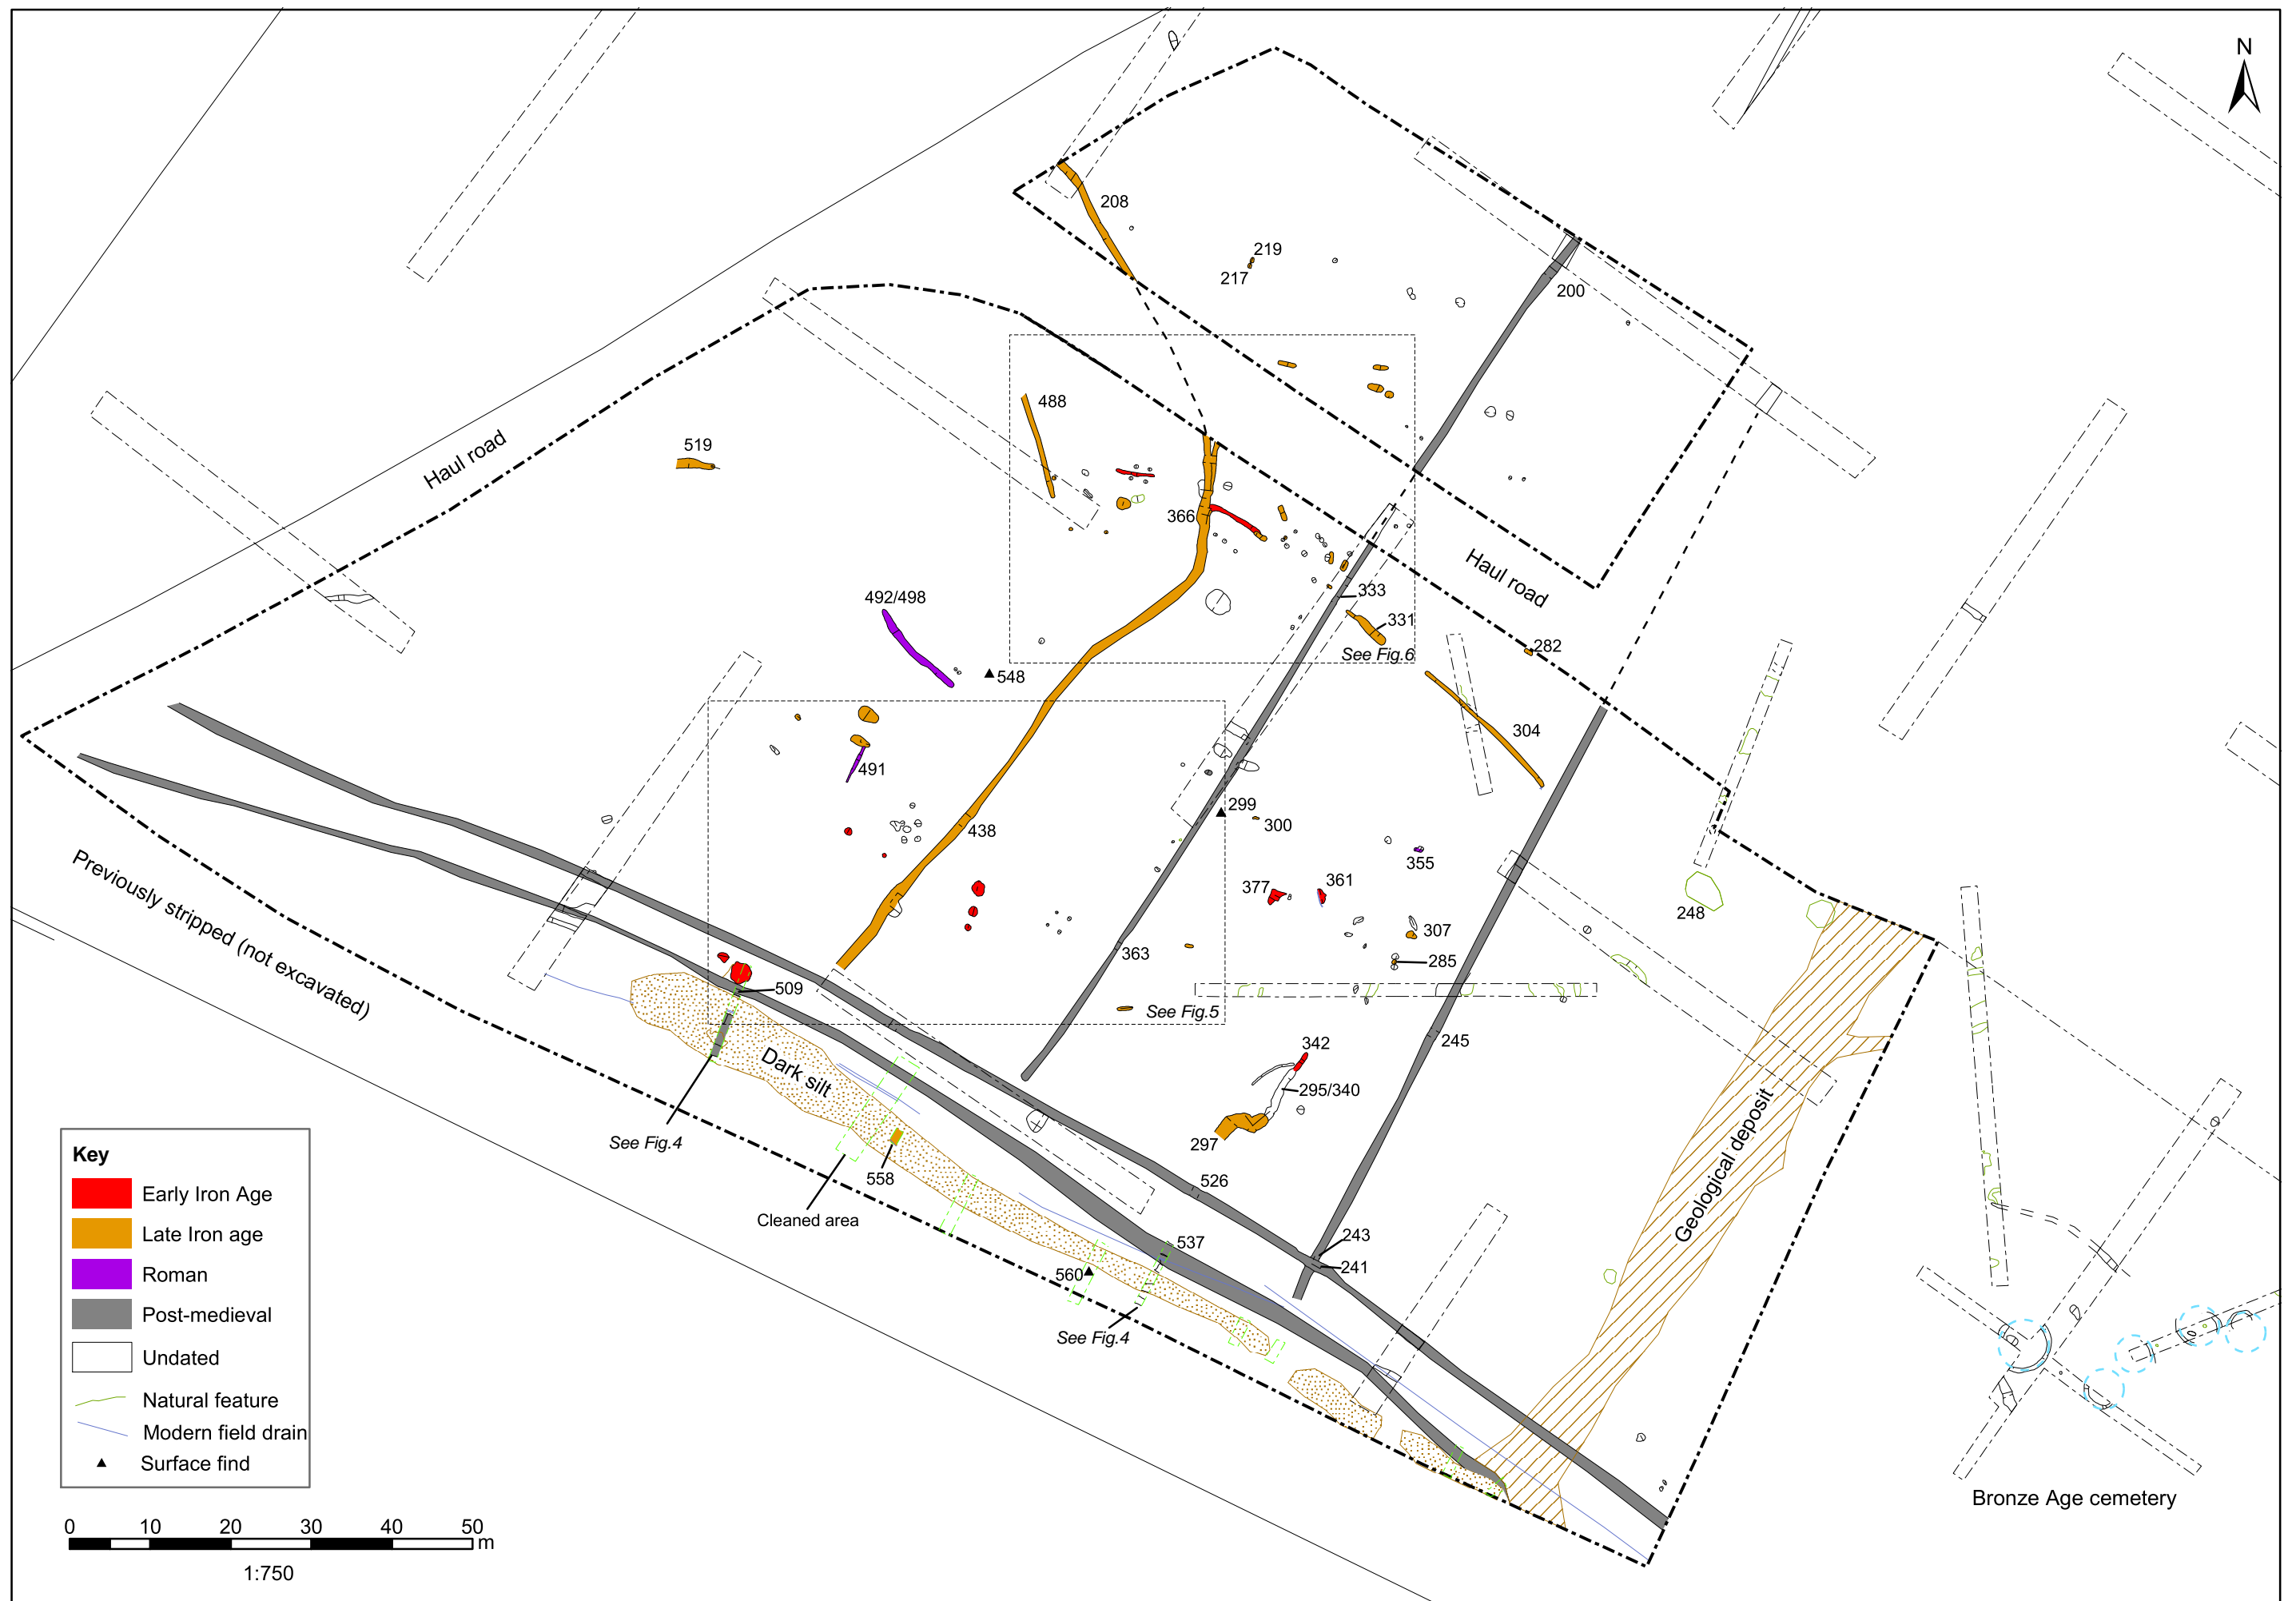 N
208
219
217
200
488
519
Haul road
366
Haul road
333
331
See Fig.6
282
492/498
548
304
491
299
300
438
355
377
361
248
307
363
285
509
See Fig.5
245
Previously stripped (not excavated)
Dark silt
342
295/340
297
Geological deposit
See Fig.4
558
Cleaned area
526
537
243
241
560
See Fig.4
Bronze Age cemetery
Key
Early Iron Age
Late Iron age
Roman
Post-medieval
Undated
Natural feature
Modern field drain
Surface find
0 10 20 30 40 50 m
1:750